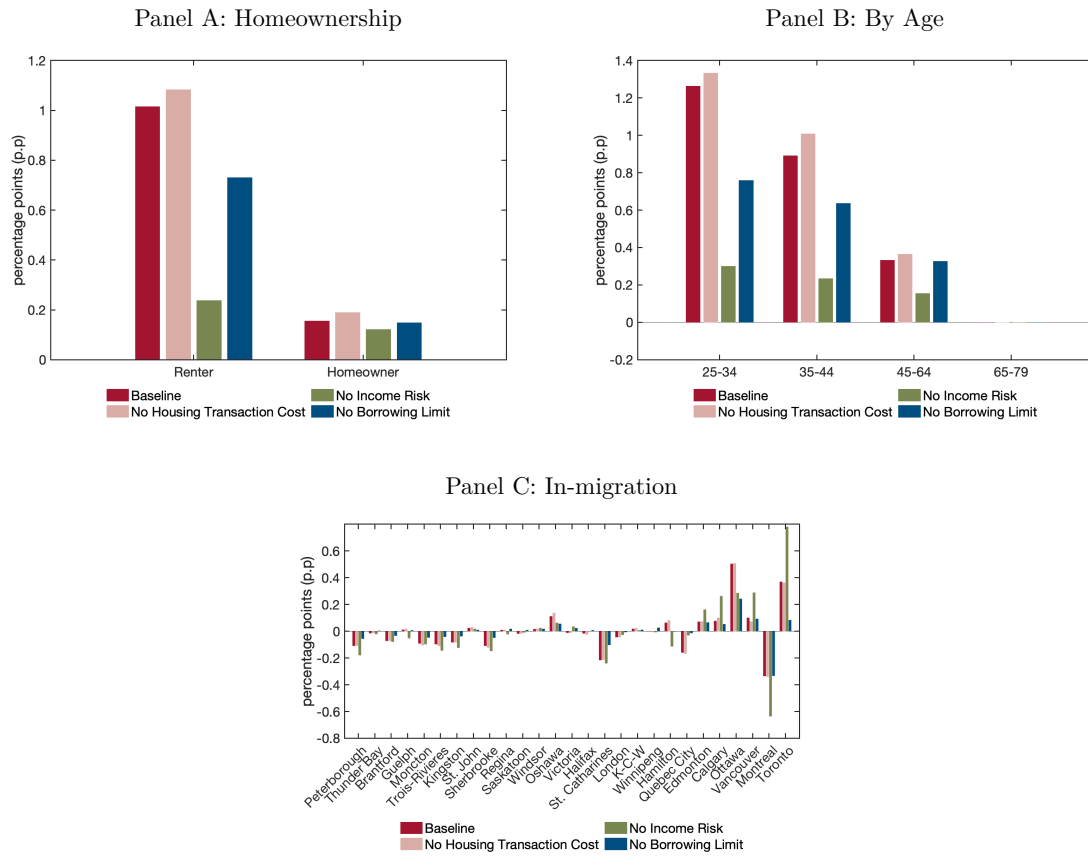 Panel A: Homeownership
percentage points (p.p)
1.2
1
0.8
0.6
0.4
0.2
0
Renter Homeowner
Baseline No Income Risk
No Housing Transaction Cost No Borrowing Limit
Panel B: By Age
percentage points (p.p)
1.4
1.2
1
0.8
0.6
0.4
0.2
0
-0.2
25-34 35-44 45-64 65-79
Baseline No Income Risk
No Housing Transaction Cost No Borrowing Limit
Panel C: In-migration
percentage points (p.p)
0.6
0.4
0.2
0
-0.2
-0.4
-0.6
-0.8
Peterborough
Thunder Bay
Brantford
Guelph
Moncton
Trois-Rivieres
Kingston
St. John
Sherbrooke
Regina
Saskatoon
Windsor
Oshawa
Victoria
Halifax
St. Catharines
London
K-C-W
Winnipeg
Hamilton
Quebec City
Edmonton
Calgary
Ottawa
Vancouver
Montreal
Toronto
Baseline No Income Risk
No Housing Transaction Cost No Borrowing Limit